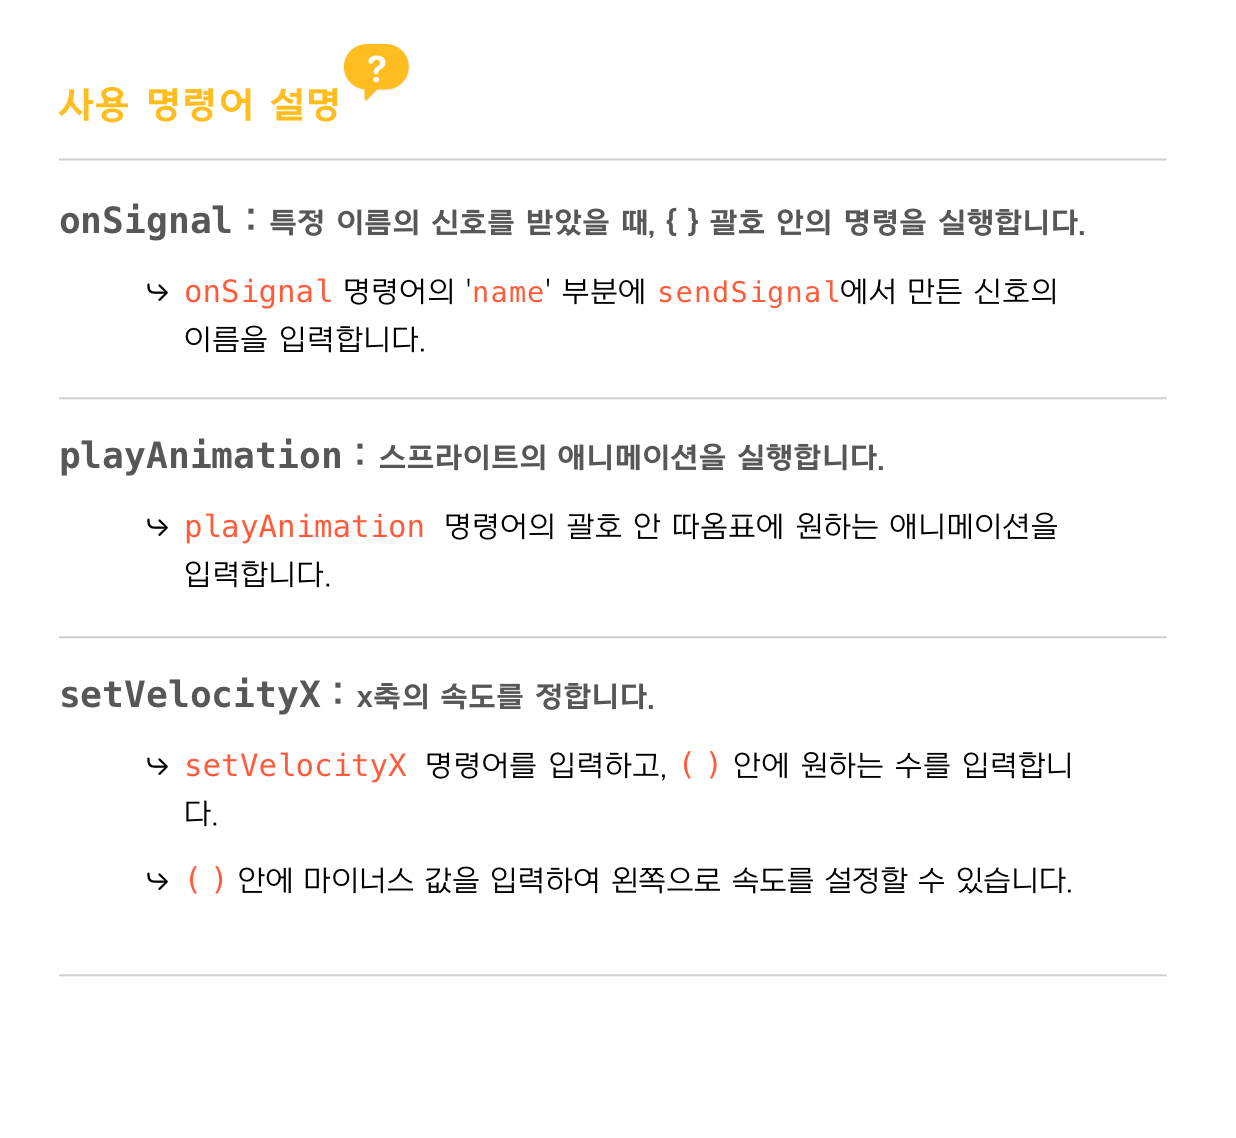 사용 명령어 설명 ?
onSignal : 특정 이름의 신호를 받았을 때, { } 괄호 안의 명령을 실행합니다.
↪ onSignal 명령어의 'name' 부분에 sendSignal에서 만든 신호의
이름을 입력합니다.
playAnimation : 스프라이트의 애니메이션을 실행합니다.
↪ playAnimation 명령어의 괄호 안 따옴표에 원하는 애니메이션을
입력합니다.
setVelocityX : x축의 속도를 정합니다.
↪ setVelocityX 명령어를 입력하고, ( ) 안에 원하는 수를 입력합니
다.
↪ ( ) 안에 마이너스 값을 입력하여 왼쪽으로 속도를 설정할 수 있습니다.